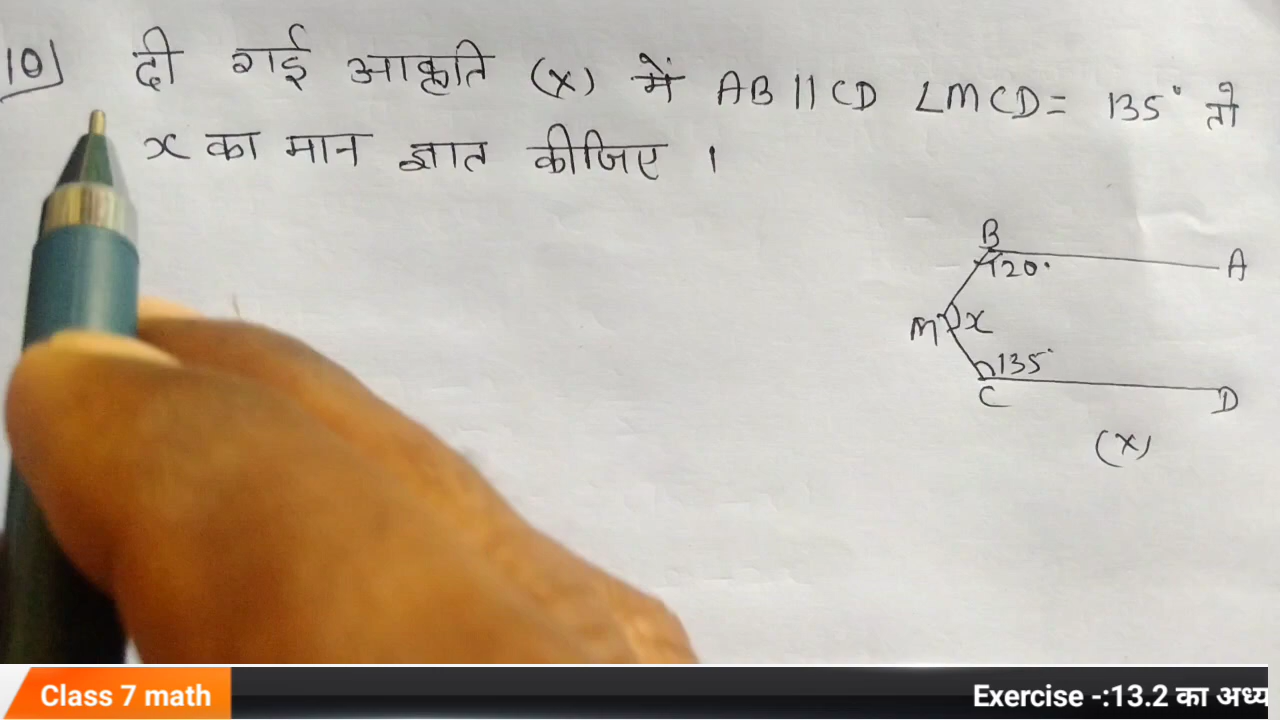 10) दी गई आकृति (x) में AB || CD ∠MCD = 135° तो
x का मान ज्ञात कीजिए ।
B
120°
A
M
x
135°
C
D
(x)
Class 7 math
Exercise -:13.2 का अध्य